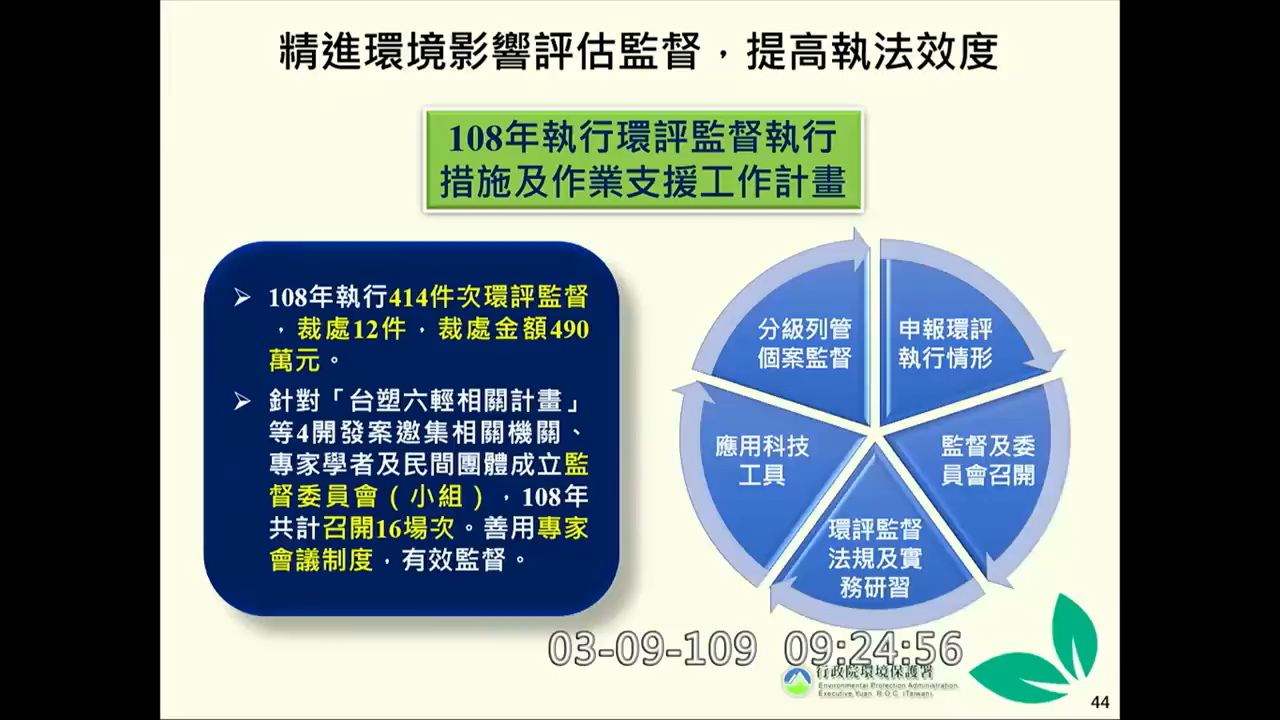 精進環境影響評估監督，提高執法效度
108年執行環評監督執行
措施及作業支援工作計畫
➢ 108年執行414件次環評監督
，裁處12件，裁處金額490
萬元。
➢ 針對「台塑六輕相關計畫」
等4開發案邀集相關機關、
專家學者及民間團體成立監
督委員會（小組），108年
共計召開16場次。善用專家
會議制度，有效監督。
分級列管
個案監督
申報環評
執行情形
應用科技
工具
監督及委
員會召開
環評監督
法規及實
務研習
03-09-109 09:24:56
行政院環境保護署
Environmental Protection Administration
Executive Yuan, R.O.C. (Taiwan)
44